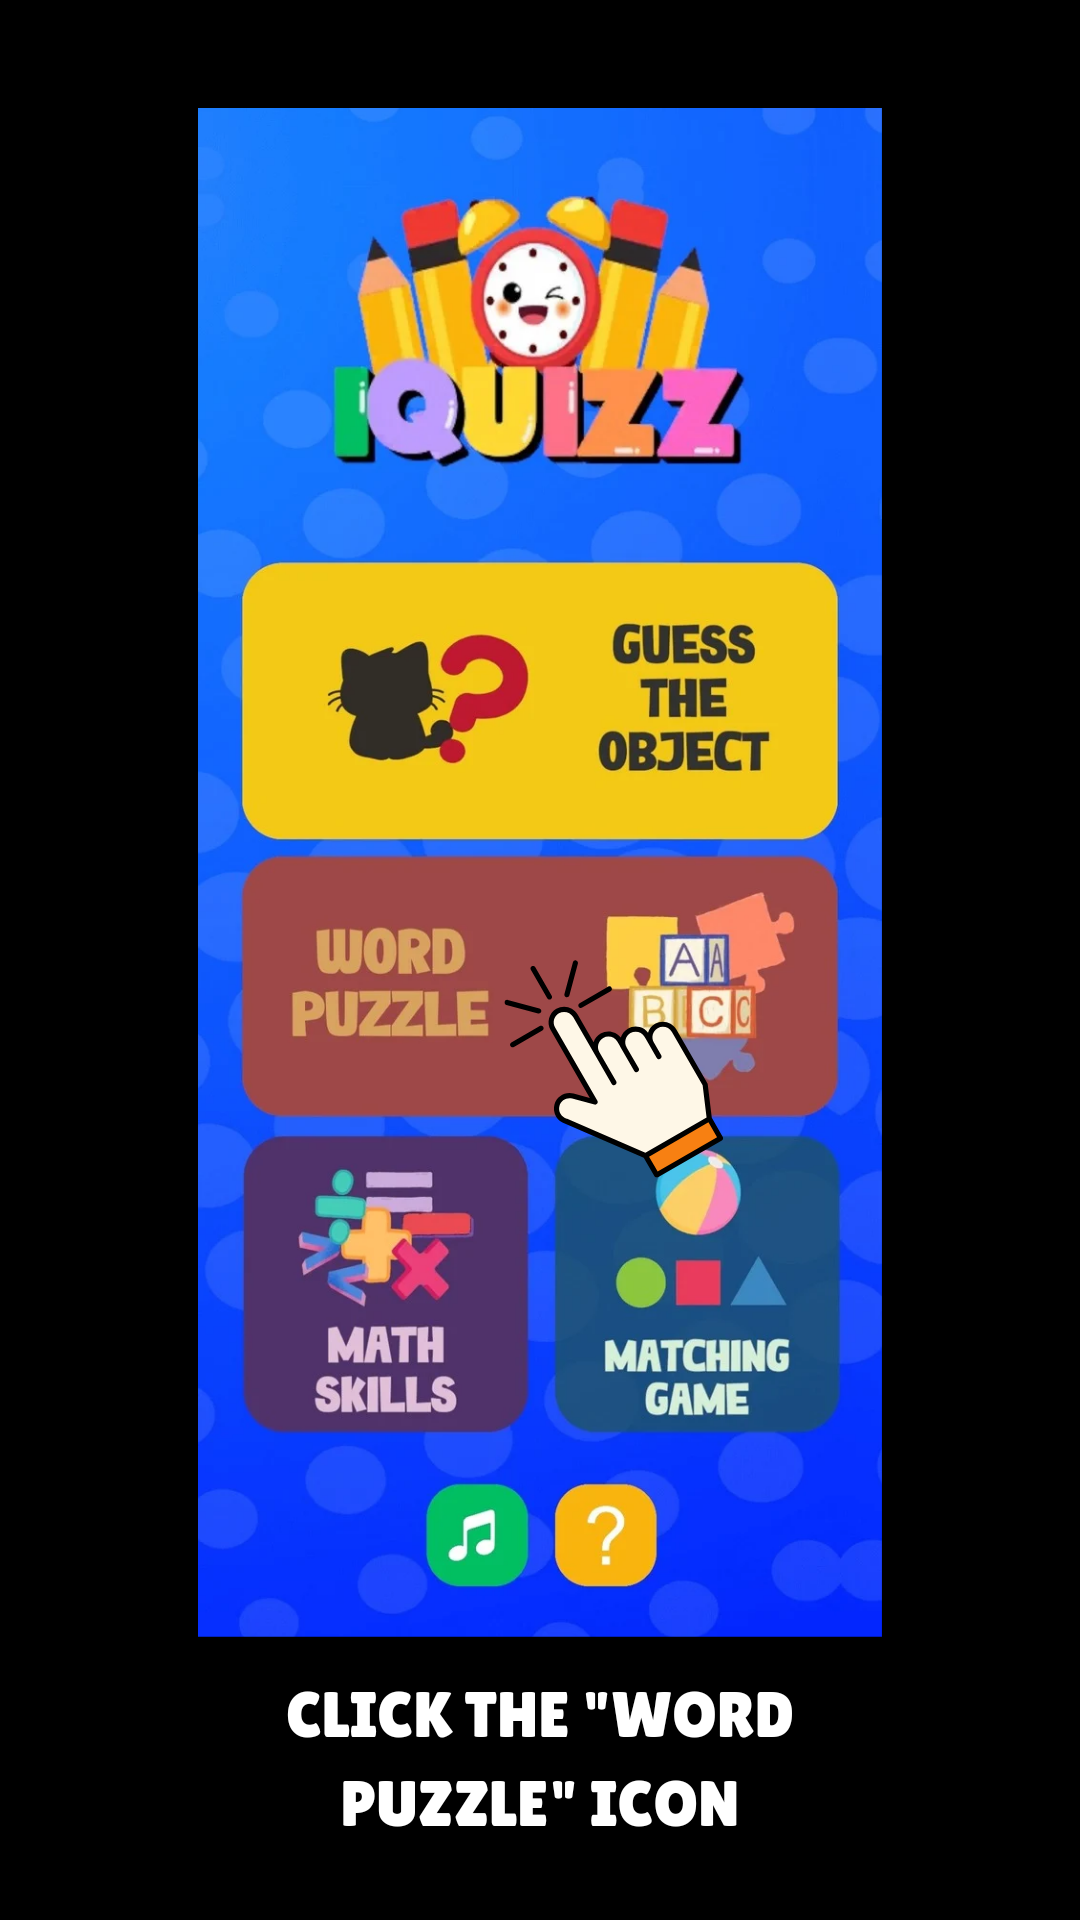 IQUIZZ
GUESS
THE
OBJECT
WORD
PUZZLE
A A
B C C
MATH
SKILLS
MATCHING
GAME
?
CLICK THE "WORD
PUZZLE" ICON